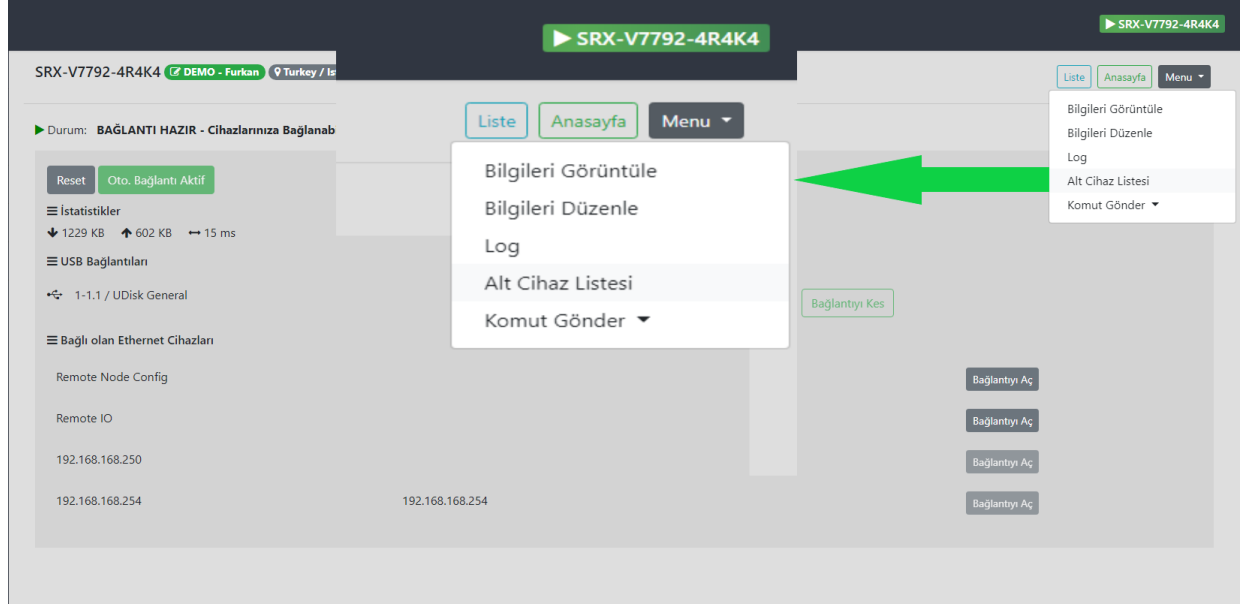 SRX-V7792-4R4K4
SRX-V7792-4R4K4
SRX-V7792-4R4K4 DEMO - Furkan Turkey /
Liste Anasayfa Menu
Liste Anasayfa Menu
Durum: BAĞLANTI HAZIR - Cihazlarınıza Bağlanab
Bilgileri Görüntüle
Bilgileri Düzenle
Log
Alt Cihaz Listesi
Komut Gönder
Bilgileri Görüntüle
Bilgileri Düzenle
Log
Alt Cihaz Listesi
Komut Gönder
Reset Oto. Bağlantı Aktif
İstatistikler
1229 KB 602 KB 15 ms
USB Bağlantıları
1-1.1 / UDisk General Bağlantıyı Kes
Bağlı olan Ethernet Cihazları
Remote Node Config Bağlantıyı Aç
Remote IO Bağlantıyı Aç
192.168.168.250 Bağlantıyı Aç
192.168.168.254 192.168.168.254 Bağlantıyı Aç